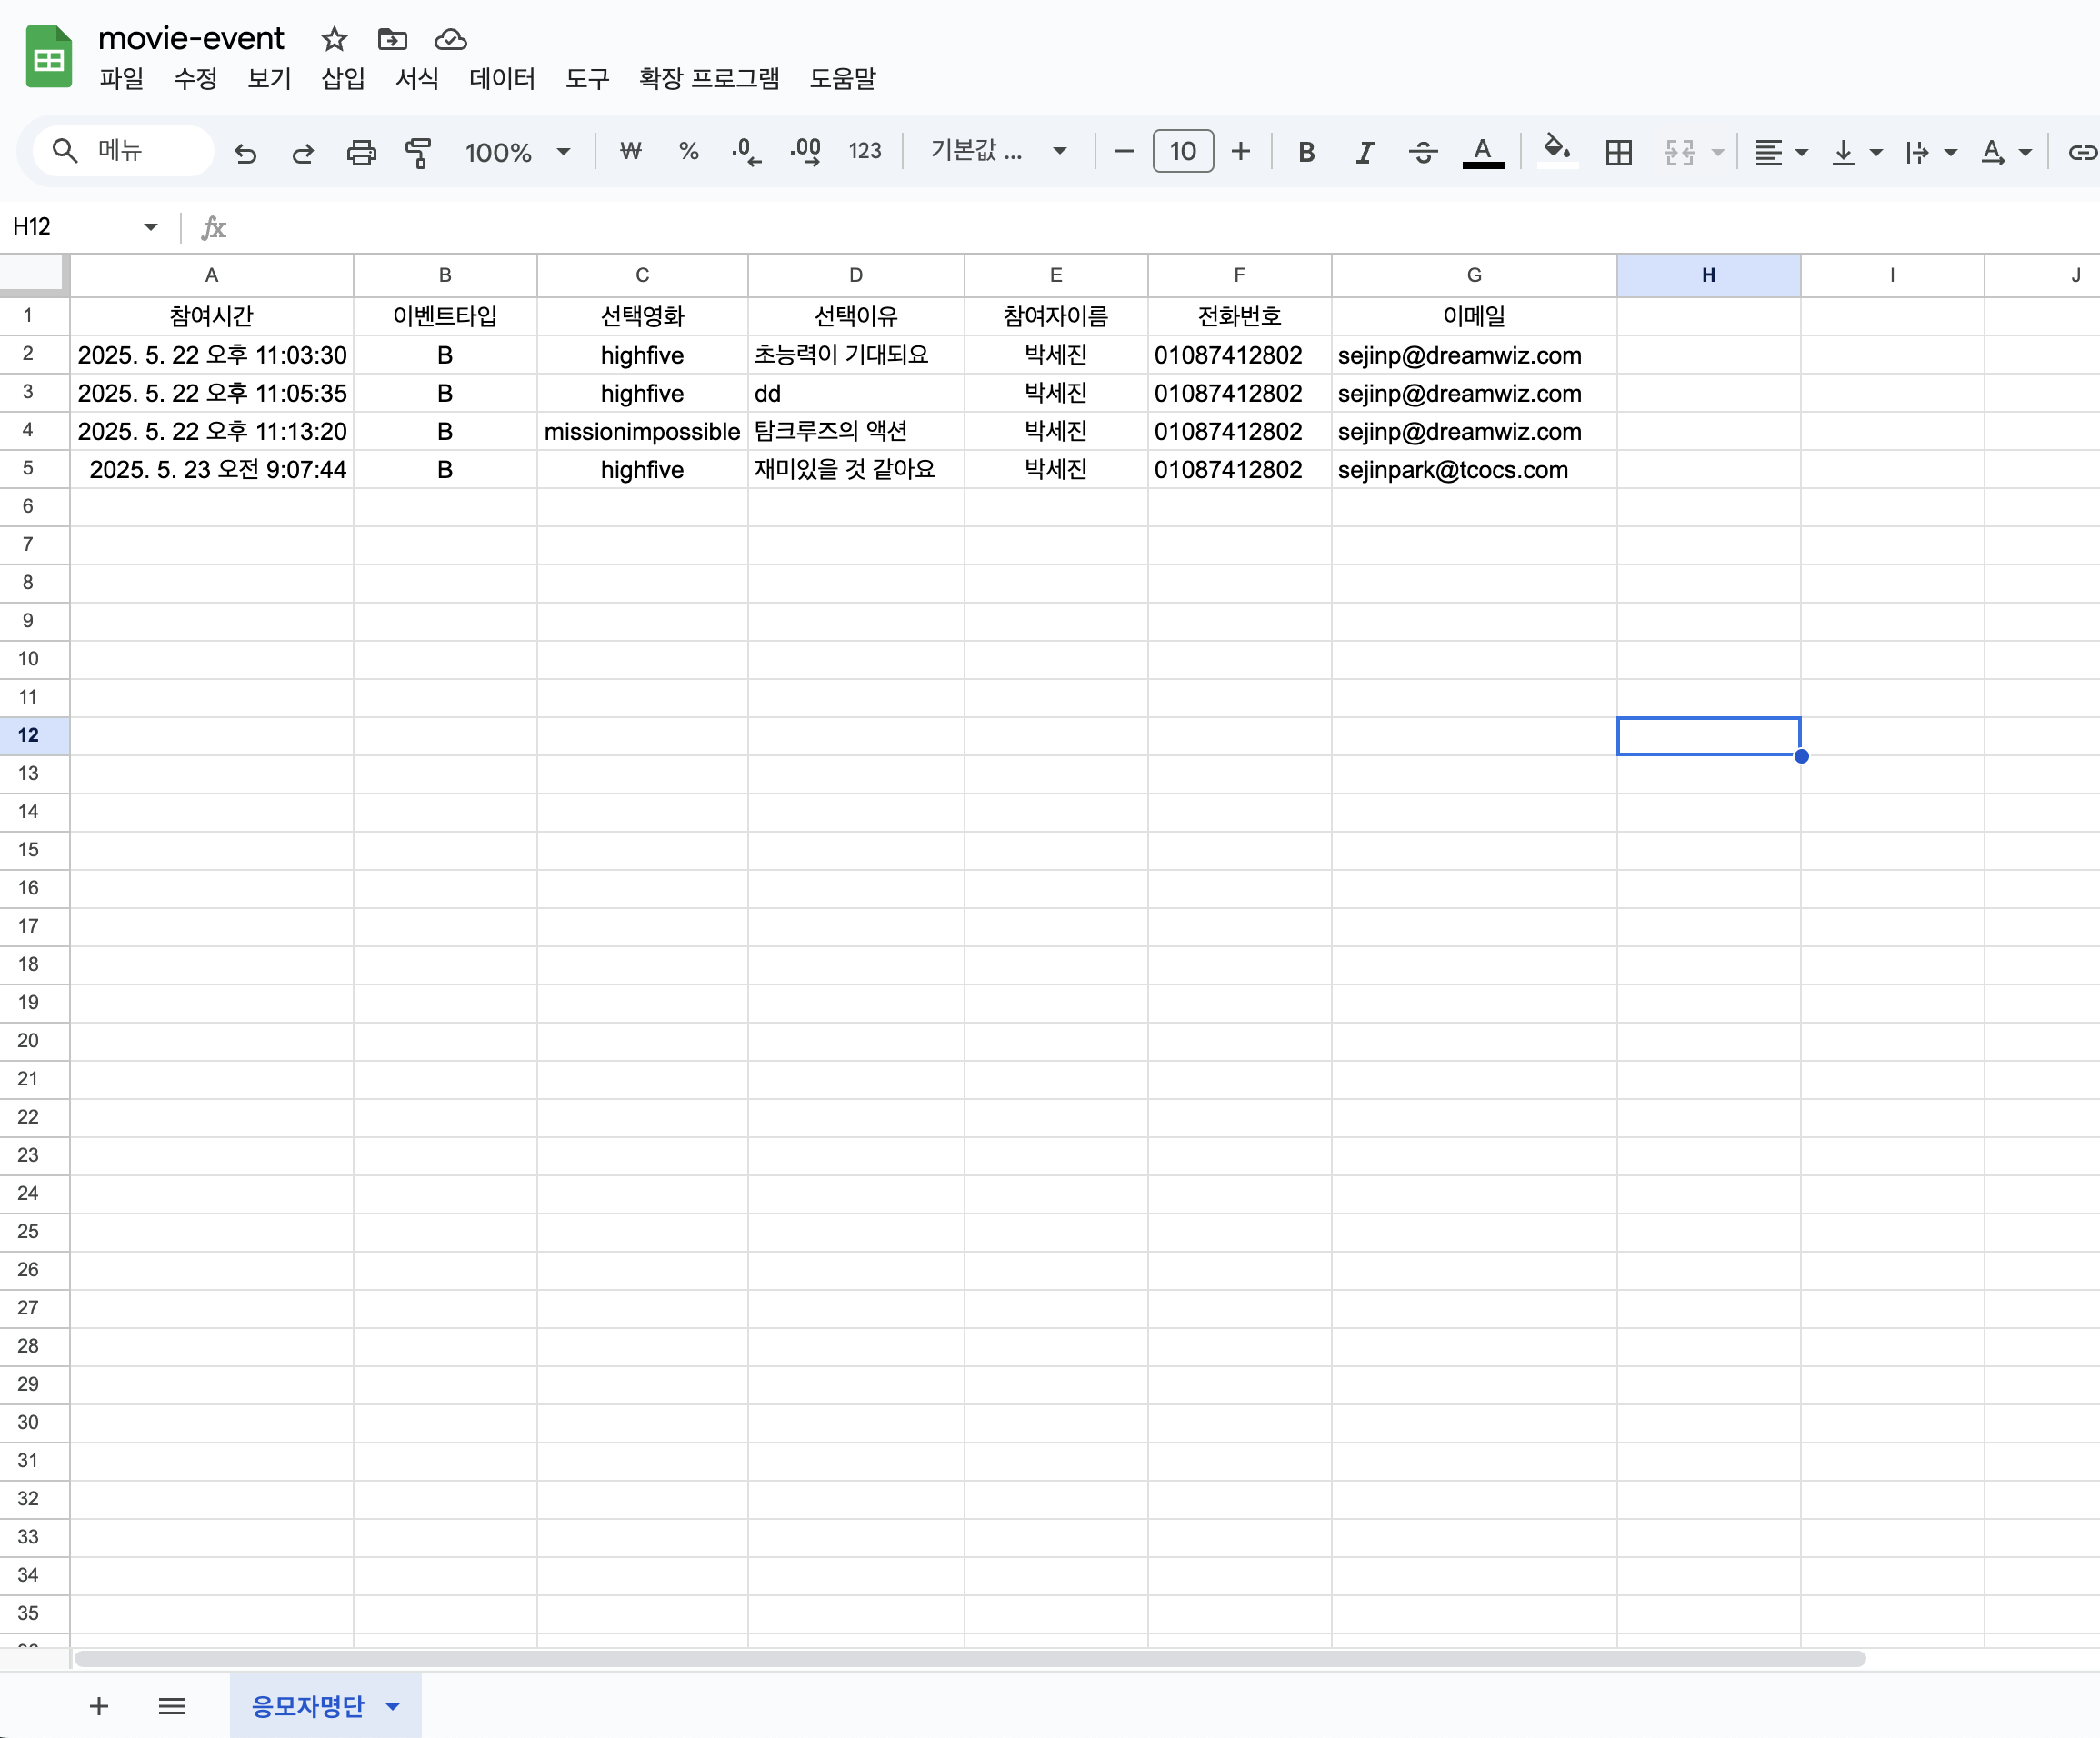 movie-event
파일 수정 보기 삽입 서식 데이터 도구 확장 프로그램 도움말
메뉴 100% ₩ % .0 .00 123 기본값 ... 10 B I A A
H12 fx
A B C D E F G H I J
1 참여시간 이벤트타입 선택영화 선택이유 참여자이름 전화번호 이메일
2 2025. 5. 22 오후 11:03:30 B highfive 초능력이 기대되요 박세진 01087412802 sejinp@dreamwiz.com
3 2025. 5. 22 오후 11:05:35 B highfive dd 박세진 01087412802 sejinp@dreamwiz.com
4 2025. 5. 22 오후 11:13:20 B missionimpossible 탐크루즈의 액션 박세진 01087412802 sejinp@dreamwiz.com
5 2025. 5. 23 오전 9:07:44 B highfive 재미있을 것 같아요 박세진 01087412802 sejinpark@tcocs.com
6
7
8
9
10
11
12
13
14
15
16
17
18
19
20
21
22
23
24
25
26
27
28
29
30
31
32
33
34
35
응모자명단